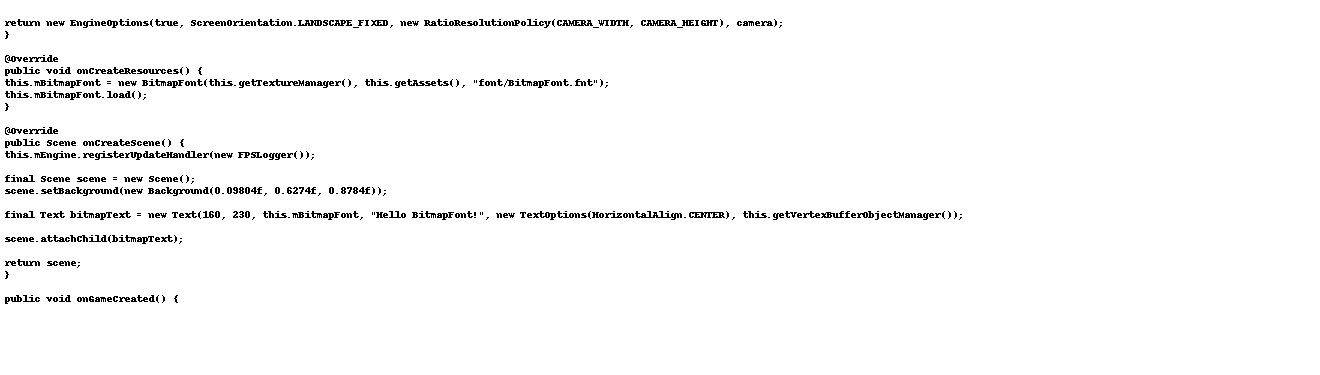 return new EngineOptions(true, ScreenOrientation.LANDSCAPE_FIXED, new RatioResolutionPolicy(CAMERA_WIDTH, CAMERA_HEIGHT), camera);
}
@Override
public void onCreateResources() {
this.mBitmapFont = new BitmapFont(this.getTextureManager(), this.getAssets(), "font/BitmapFont.fnt");
this.mBitmapFont.load();
}
@Override
public Scene onCreateScene() {
this.mEngine.registerUpdateHandler(new FPSLogger());
final Scene scene = new Scene();
scene.setBackground(new Background(0.09804f, 0.6274f, 0.8784f));
final Text bitmapText = new Text(160, 230, this.mBitmapFont, "Hello BitmapFont!", new TextOptions(HorizontalAlign.CENTER), this.getVertexBufferObjectManager());
scene.attachChild(bitmapText);
return scene;
}
public void onGameCreated() {